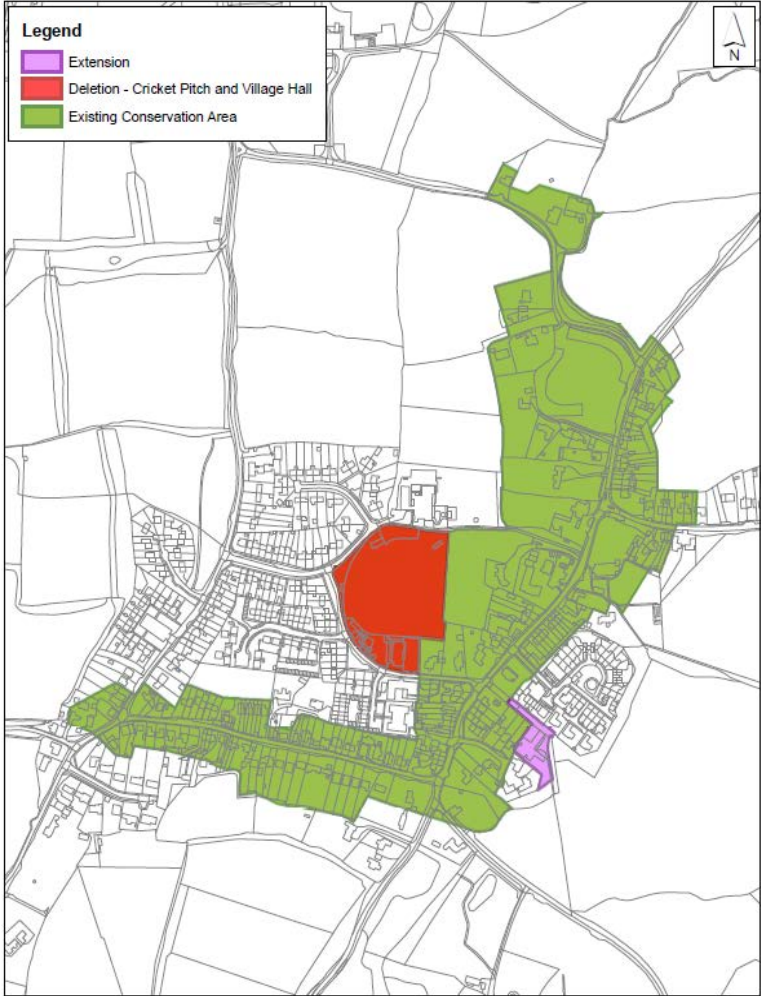 Legend
Extension
Deletion - Cricket Pitch and Village Hall
Existing Conservation Area
N